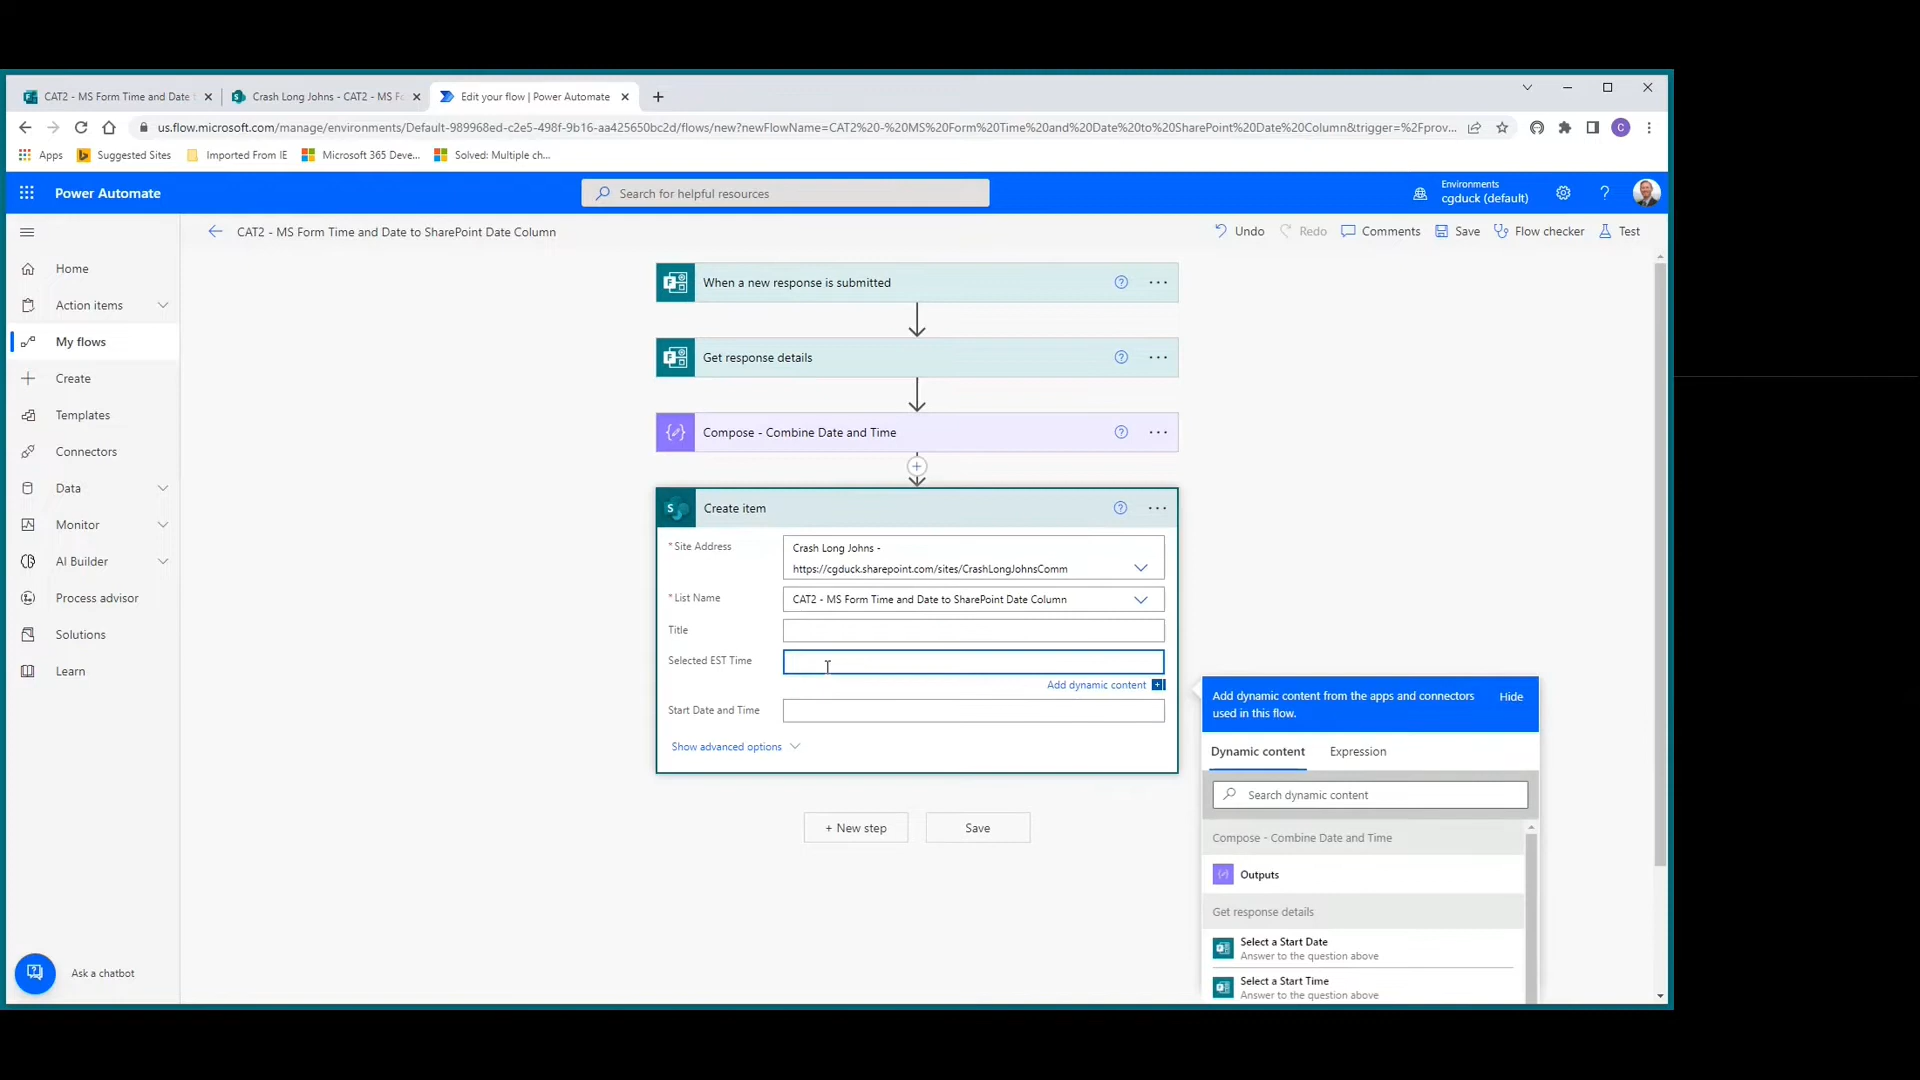 CAT2 - MS Form Time and Date
Crash Long Johns - CAT2 - MS Fo
Edit your flow | Power Automate
us.flow.microsoft.com/manage/environments/Default-989968ed-c2e5-498f-9b16-aa425650bc2d/flows/new?newFlowName=CAT2%20-%20MS%20Form%20Time%20and%20Date%20to%20SharePoint%20Date%20Column&trigger=%2Fprov...
C
Apps
Suggested Sites
Imported From IE
Microsoft 365 Deve...
Solved: Multiple ch...
Power Automate
Search for helpful resources
Environments
cgduck (default)
CAT2 - MS Form Time and Date to SharePoint Date Column
Undo
Redo
Comments
Save
Flow checker
Test
Home
Action items
My flows
Create
Templates
Connectors
Data
Monitor
AI Builder
Process advisor
Solutions
Learn
Ask a chatbot
When a new response is submitted
Get response details
Compose - Combine Date and Time
Create item
* Site Address
Crash Long Johns -
https://cgduck.sharepoint.com/sites/CrashLongJohnsComm
* List Name
CAT2 - MS Form Time and Date to SharePoint Date Column
Title
Selected EST Time
Add dynamic content
Start Date and Time
Show advanced options
+ New step
Save
Add dynamic content from the apps and connectors
used in this flow.
Hide
Dynamic content
Expression
Search dynamic content
Compose - Combine Date and Time
Outputs
Get response details
Select a Start Date
Answer to the question above
Select a Start Time
Answer to the question above